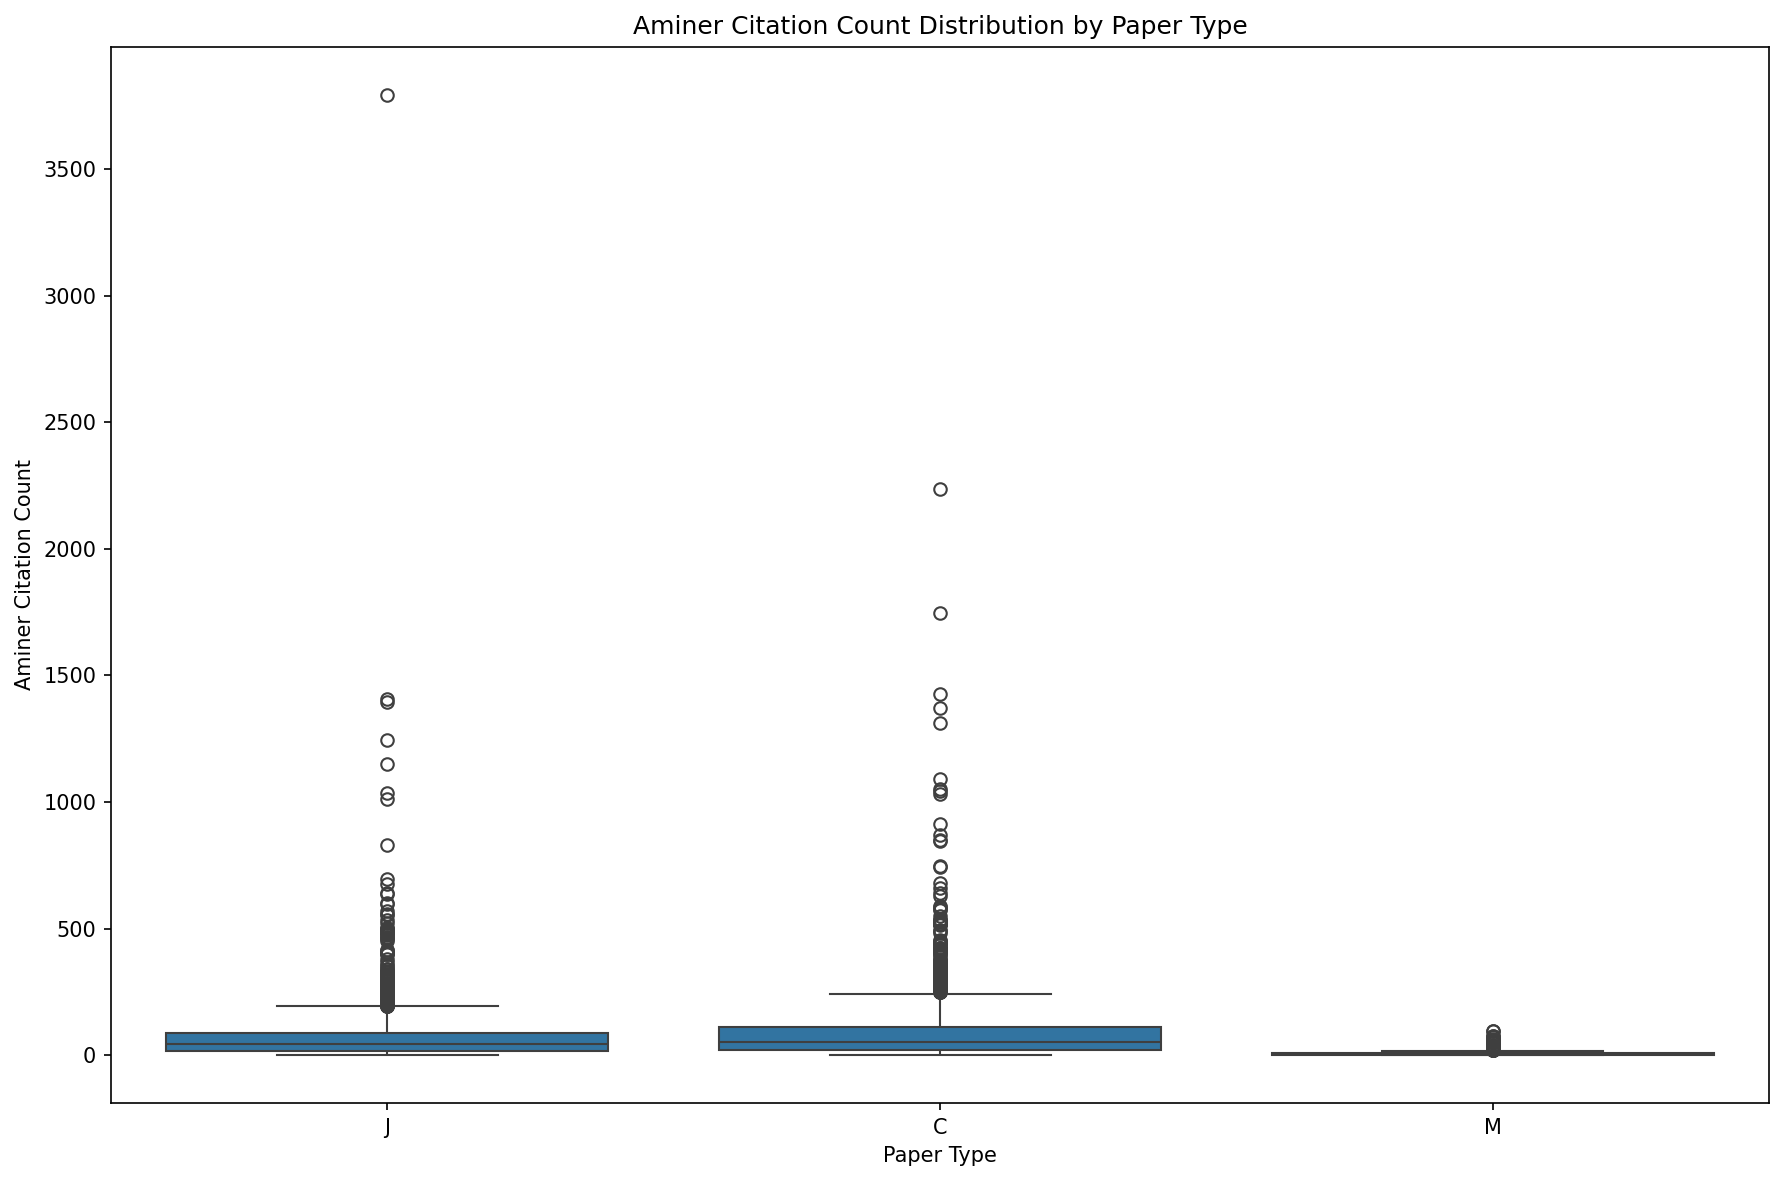 Aminer Citation Count Distribution by Paper Type
Aminer Citation Count
3500
3000
2500
2000
1500
1000
500
0
J C M
Paper Type